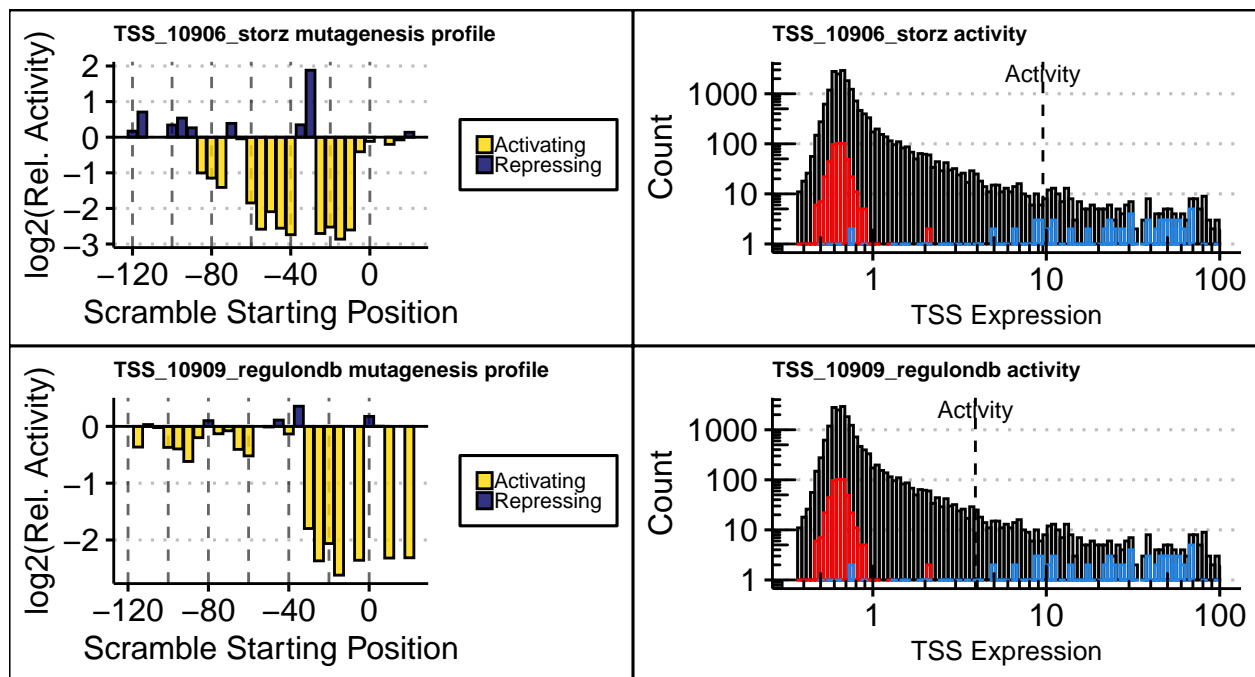 TSS_10906_storz mutagenesis profile
log2(Rel. Activity)
2
1
0
−1
−2
−3
−120
−80
−40
0
Scramble Starting Position
Activating
Repressing
TSS_10906_storz activity
Activity
Count
1000
100
10
1
1
10
100
TSS Expression
TSS_10909_regulondb mutagenesis profile
log2(Rel. Activity)
0
−1
−2
−120
−80
−40
0
Scramble Starting Position
Activating
Repressing
TSS_10909_regulondb activity
Activity
Count
1000
100
10
1
1
10
100
TSS Expression